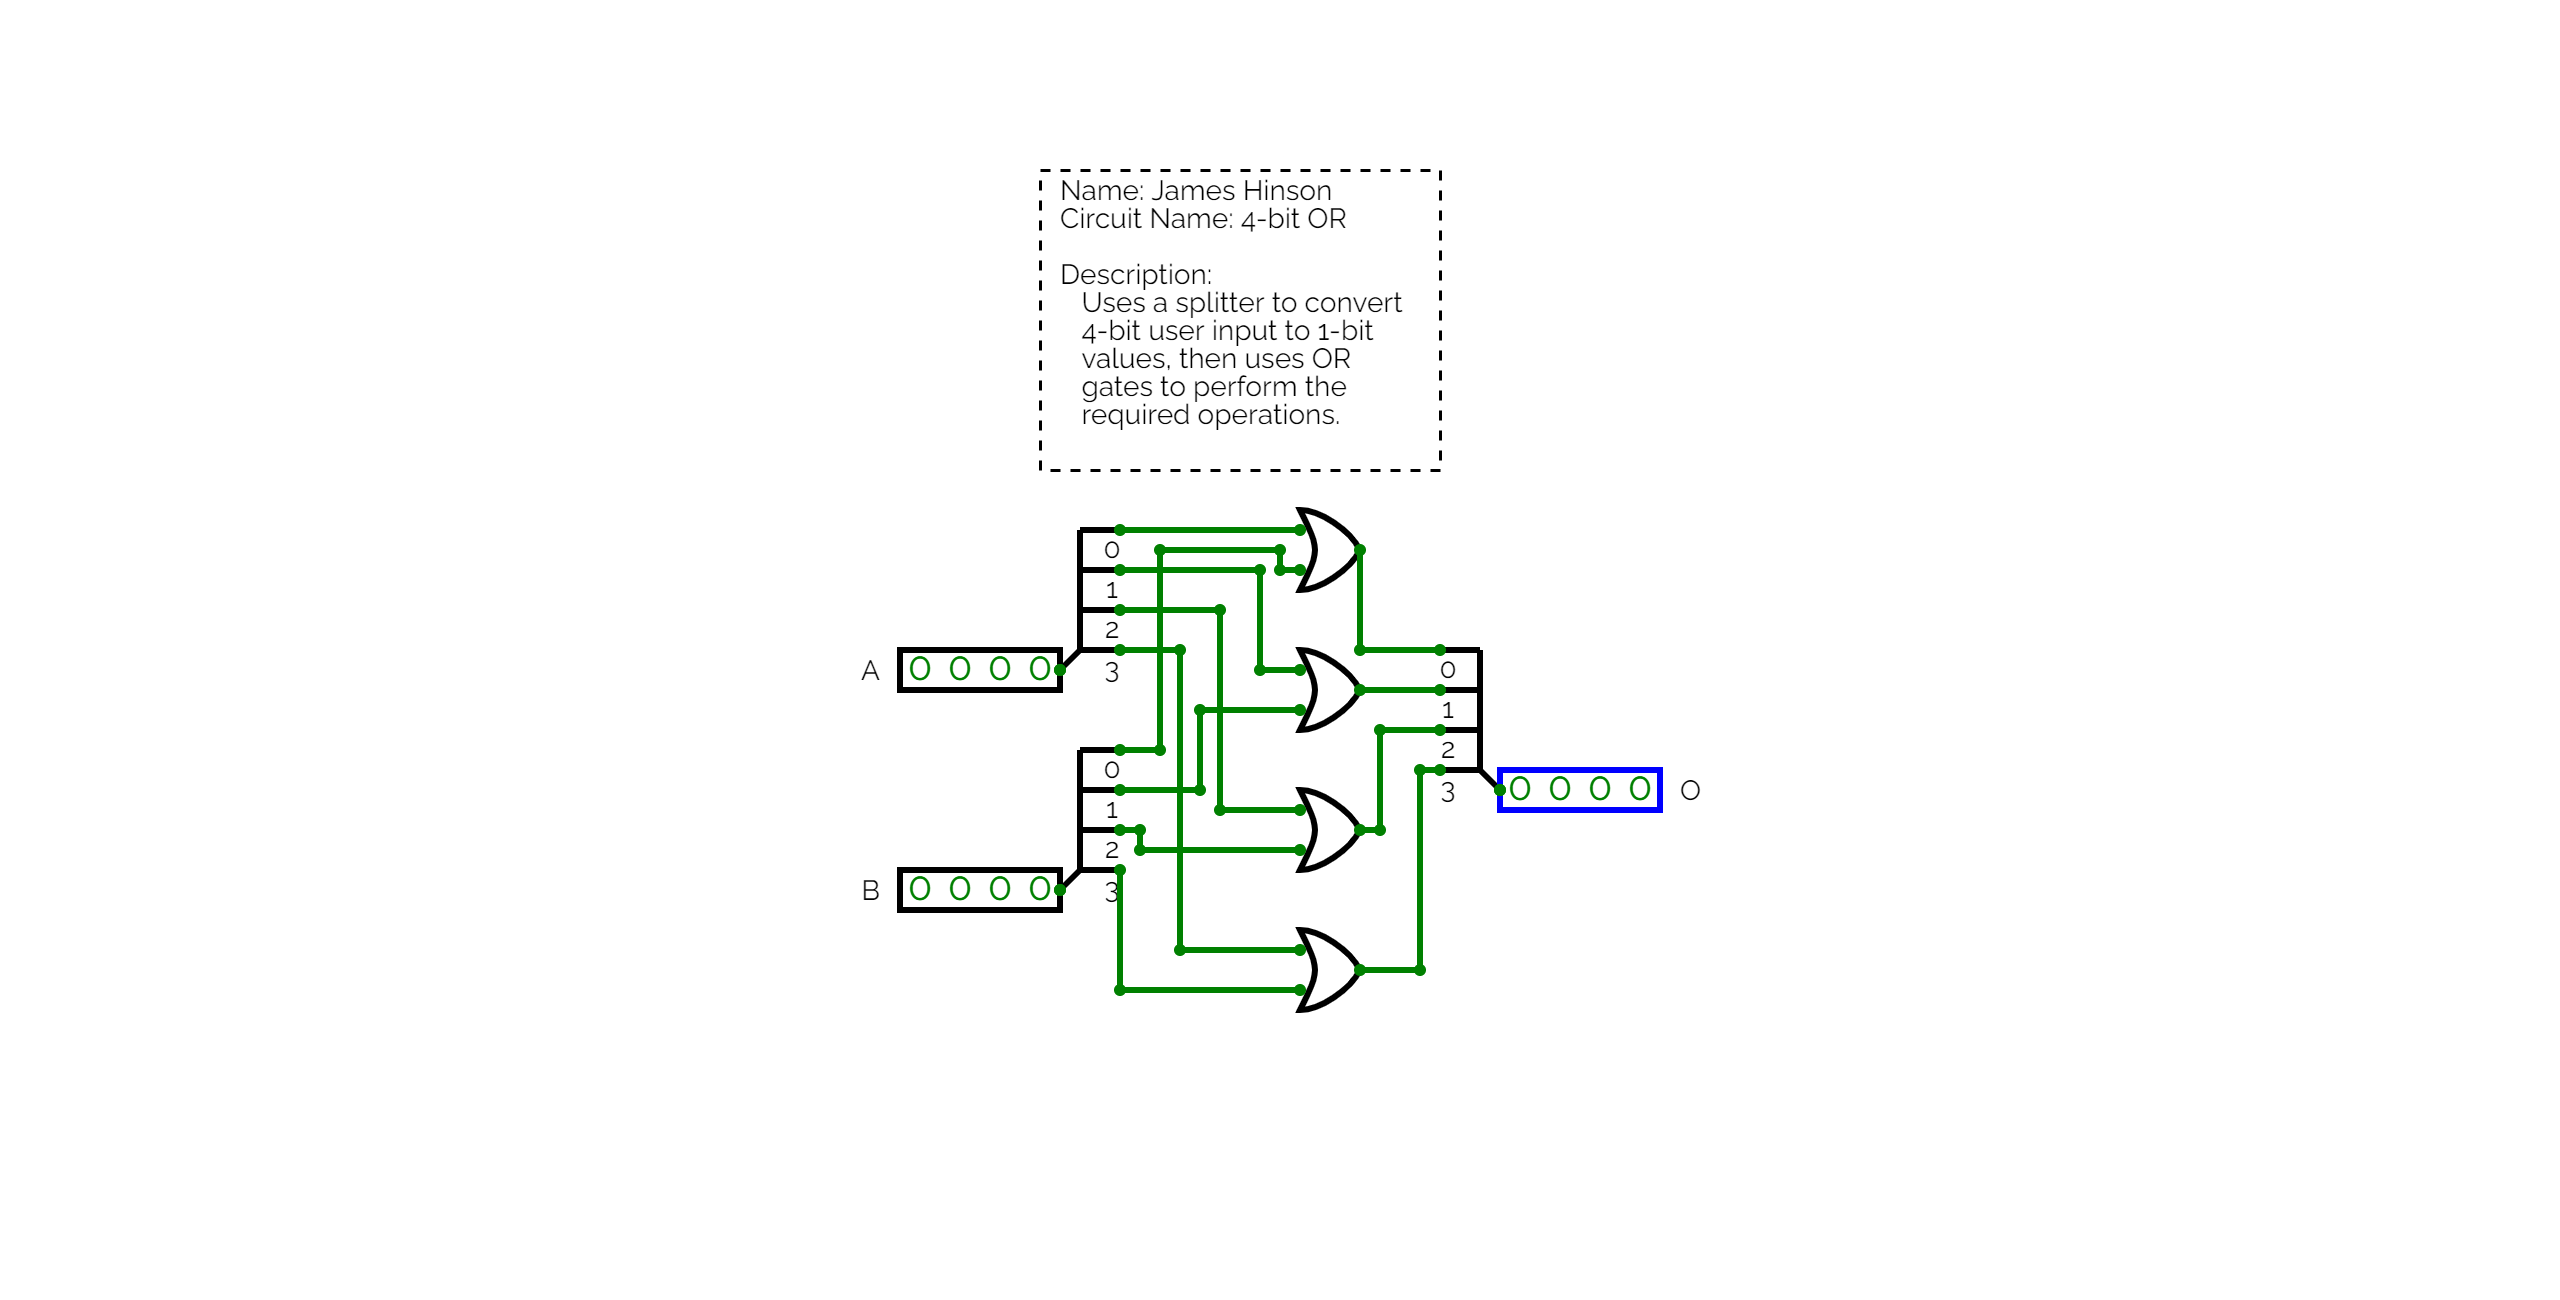 Name: James Hinson
Circuit Name: 4-bit OR
Description:
Uses a splitter to convert
4-bit user input to 1-bit
values, then uses OR
gates to perform the
required operations.
0
1
2
3
A
0 0 0 0
0
1
2
3
B
0 0 0 0
0
1
2
3
0 0 0 0
O